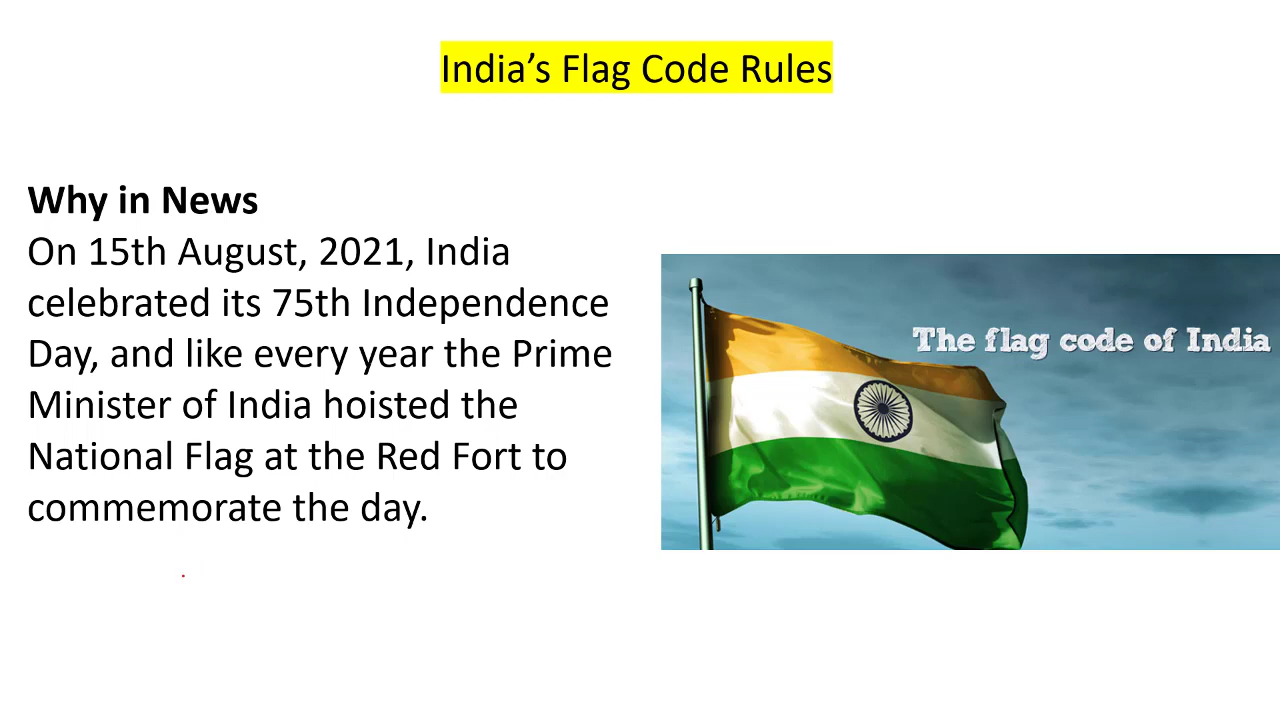 India’s Flag Code Rules
Why in News
On 15th August, 2021, India
celebrated its 75th Independence
Day, and like every year the Prime
Minister of India hoisted the
National Flag at the Red Fort to
commemorate the day.
The flag code of India